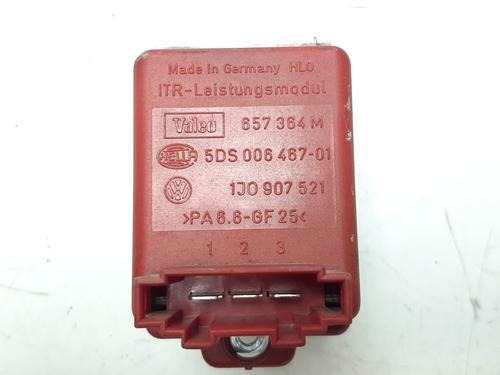 Made in Germany HLO
ITR-Leistungsmodul
Valeo 657 364 M
HELLA 5DS 006 467-01
VW 1J0 907 521
>PA 6.6-GF 25<
1 2 3